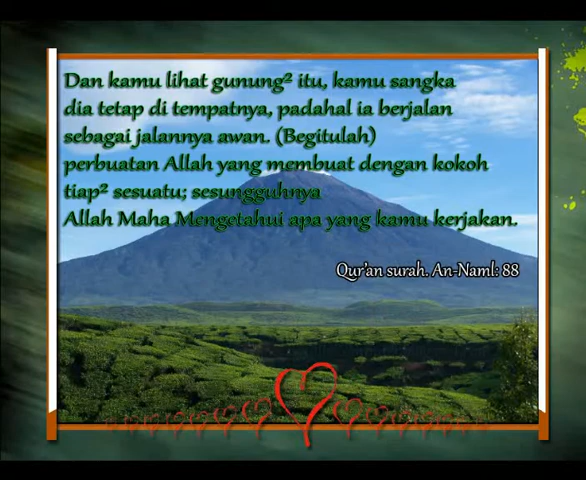 Dan kamu lihat gunung² itu, kamu sangka
dia tetap di tempatnya, padahal ia berjalan
sebagai jalannya awan. (Begitulah)
perbuatan Allah yang membuat dengan kokoh
tiap² sesuatu; sesungguhnya
Allah Maha Mengetahui apa yang kamu kerjakan.
Qur'an surah. An-Naml: 88